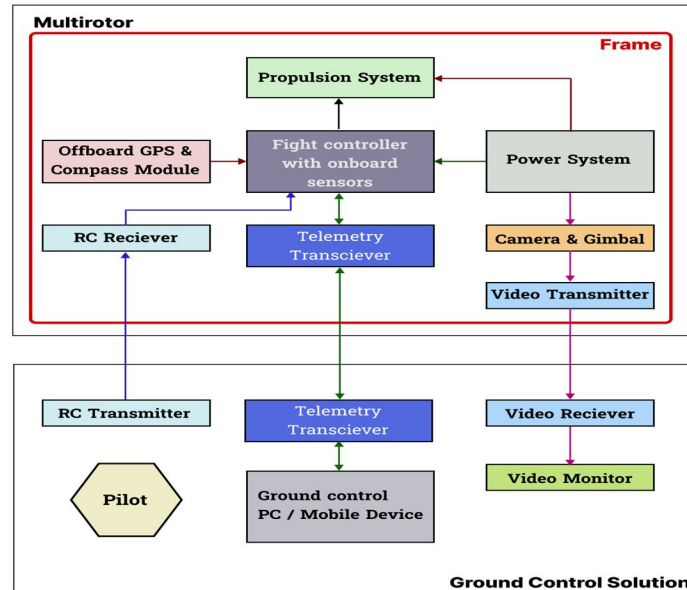 Multirotor
Frame
Propulsion System
Offboard GPS &
Compass Module
Fight controller
with onboard
sensors
Power System
RC Reciever
Telemetry
Transciever
Camera & Gimbal
Video Transmitter
RC Transmitter
Telemetry
Transciever
Video Reciever
Pilot
Ground control
PC / Mobile Device
Video Monitor
Ground Control Solution